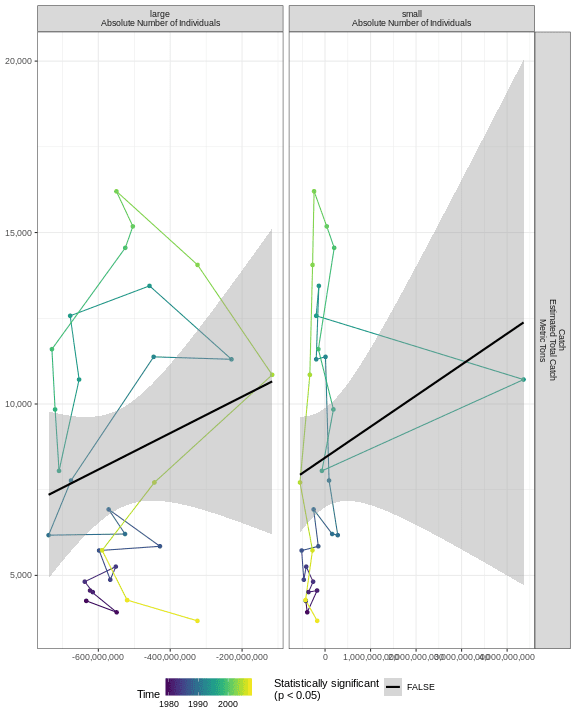 large
Absolute Number of Individuals
small
Absolute Number of Individuals
20,000
15,000
10,000
5,000
Catch
Estimated Total Catch
Metric Tons
-600,000,000
-400,000,000
-200,000,000
0
1,000,000,000
2,000,000,000
3,000,000,000
4,000,000,000
Time
1980
1990
2000
Statistically significant
(p < 0.05)
FALSE